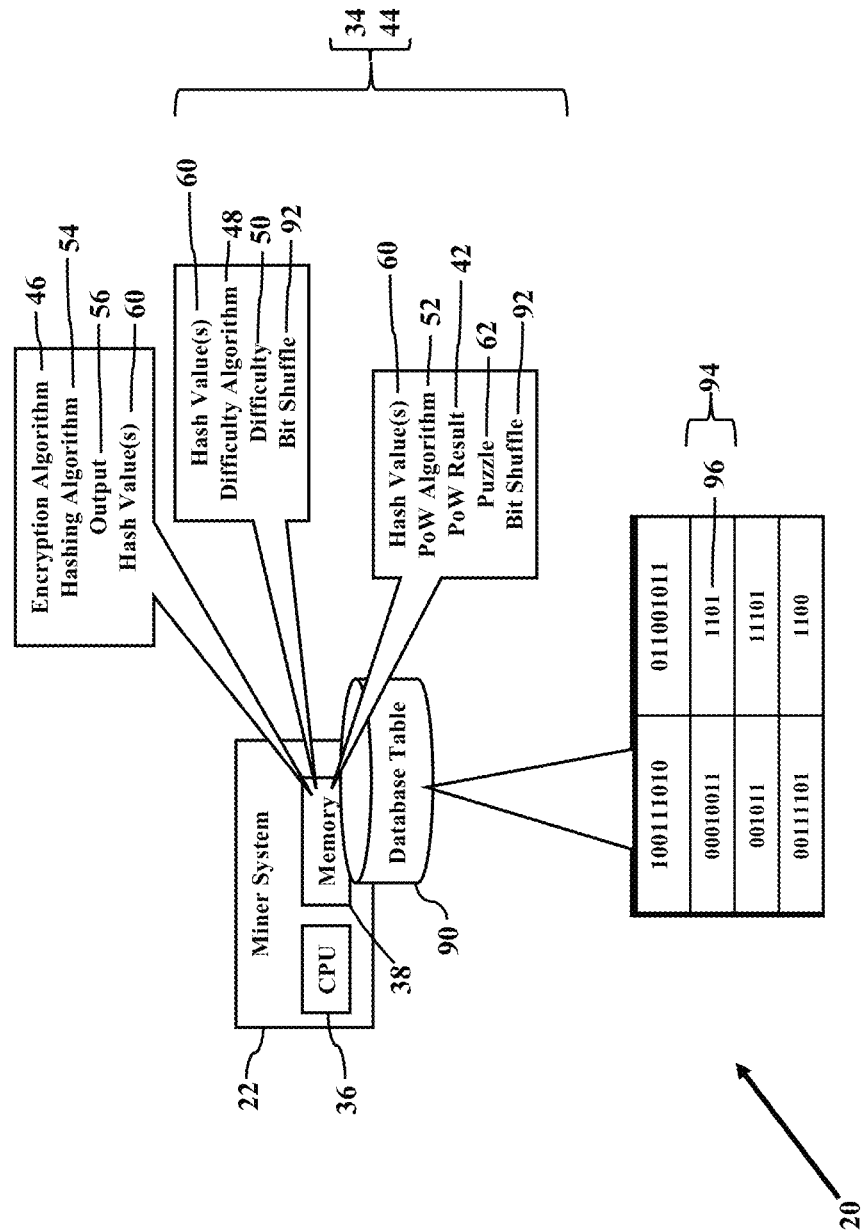 Encryption Algorithm 46
Hashing Algorithm 54
Output 56
Hash Value(s) 60
Hash Value(s) 60
Difficulty Algorithm 48
Difficulty 50
Bit Shuffle 92
34
44
Hash Value(s) 60
PoW Algorithm 52
PoW Result 42
Puzzle 62
Bit Shuffle 92
22
Miner System
36
CPU
Memory
38
Database Table
90
96
94
100111010 011001011
00010011 1101
001011 11101
00111101 1100
20